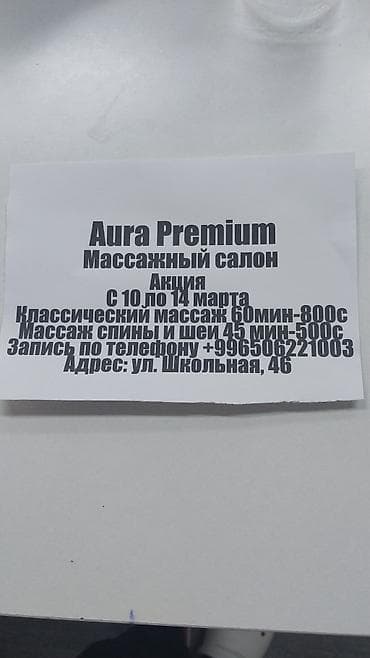 Aura Premium
Массажный салон
Акция
С 10 по 14 марта
Классический массаж 60мин-800с
Массаж спины и шеи 45 мин-500с
Запись по телефону +996506221003
Адрес: ул. Школьная, 46